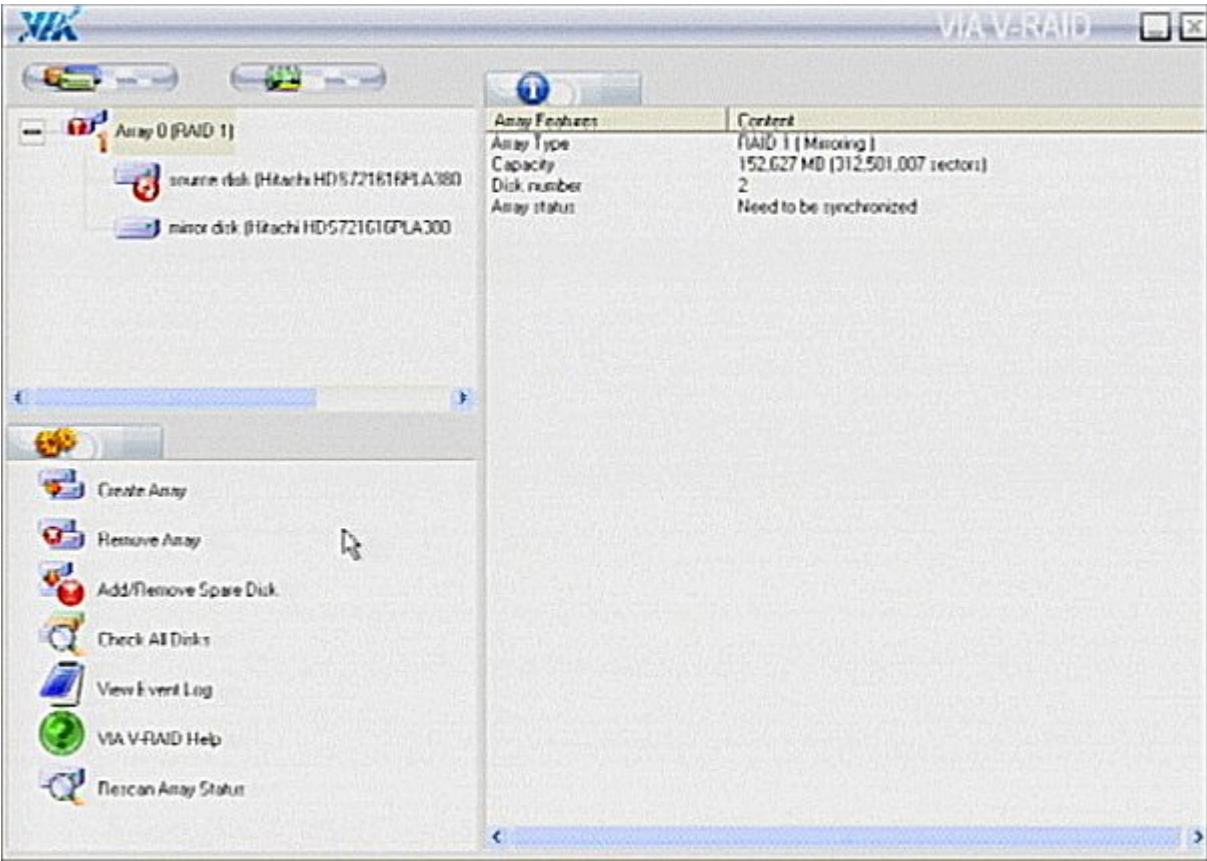 VIA
VIA V-RAID
Array 0 (RAID 1)
source disk (Hitachi HDS721616PLA380
mirror disk (Hitachi HDS721616PLA380
Array Features Content
Array Type RAID 1 ( Mirroring )
Capacity 152,627 MB (312,501,007 sectors)
Disk number 2
Array status Need to be synchronized
Create Array
Remove Array
Add/Remove Spare Disk
Check All Disks
View Event Log
VIA V-RAID Help
Rescan Array Status